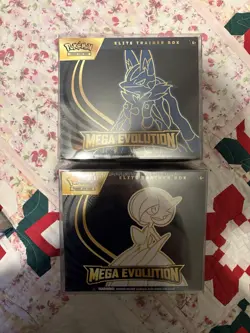 Pokémon
ELITE TRAINER BOX
MEGA EVOLUTION
ELITE TRAINER BOX
MEGA EVOLUTION